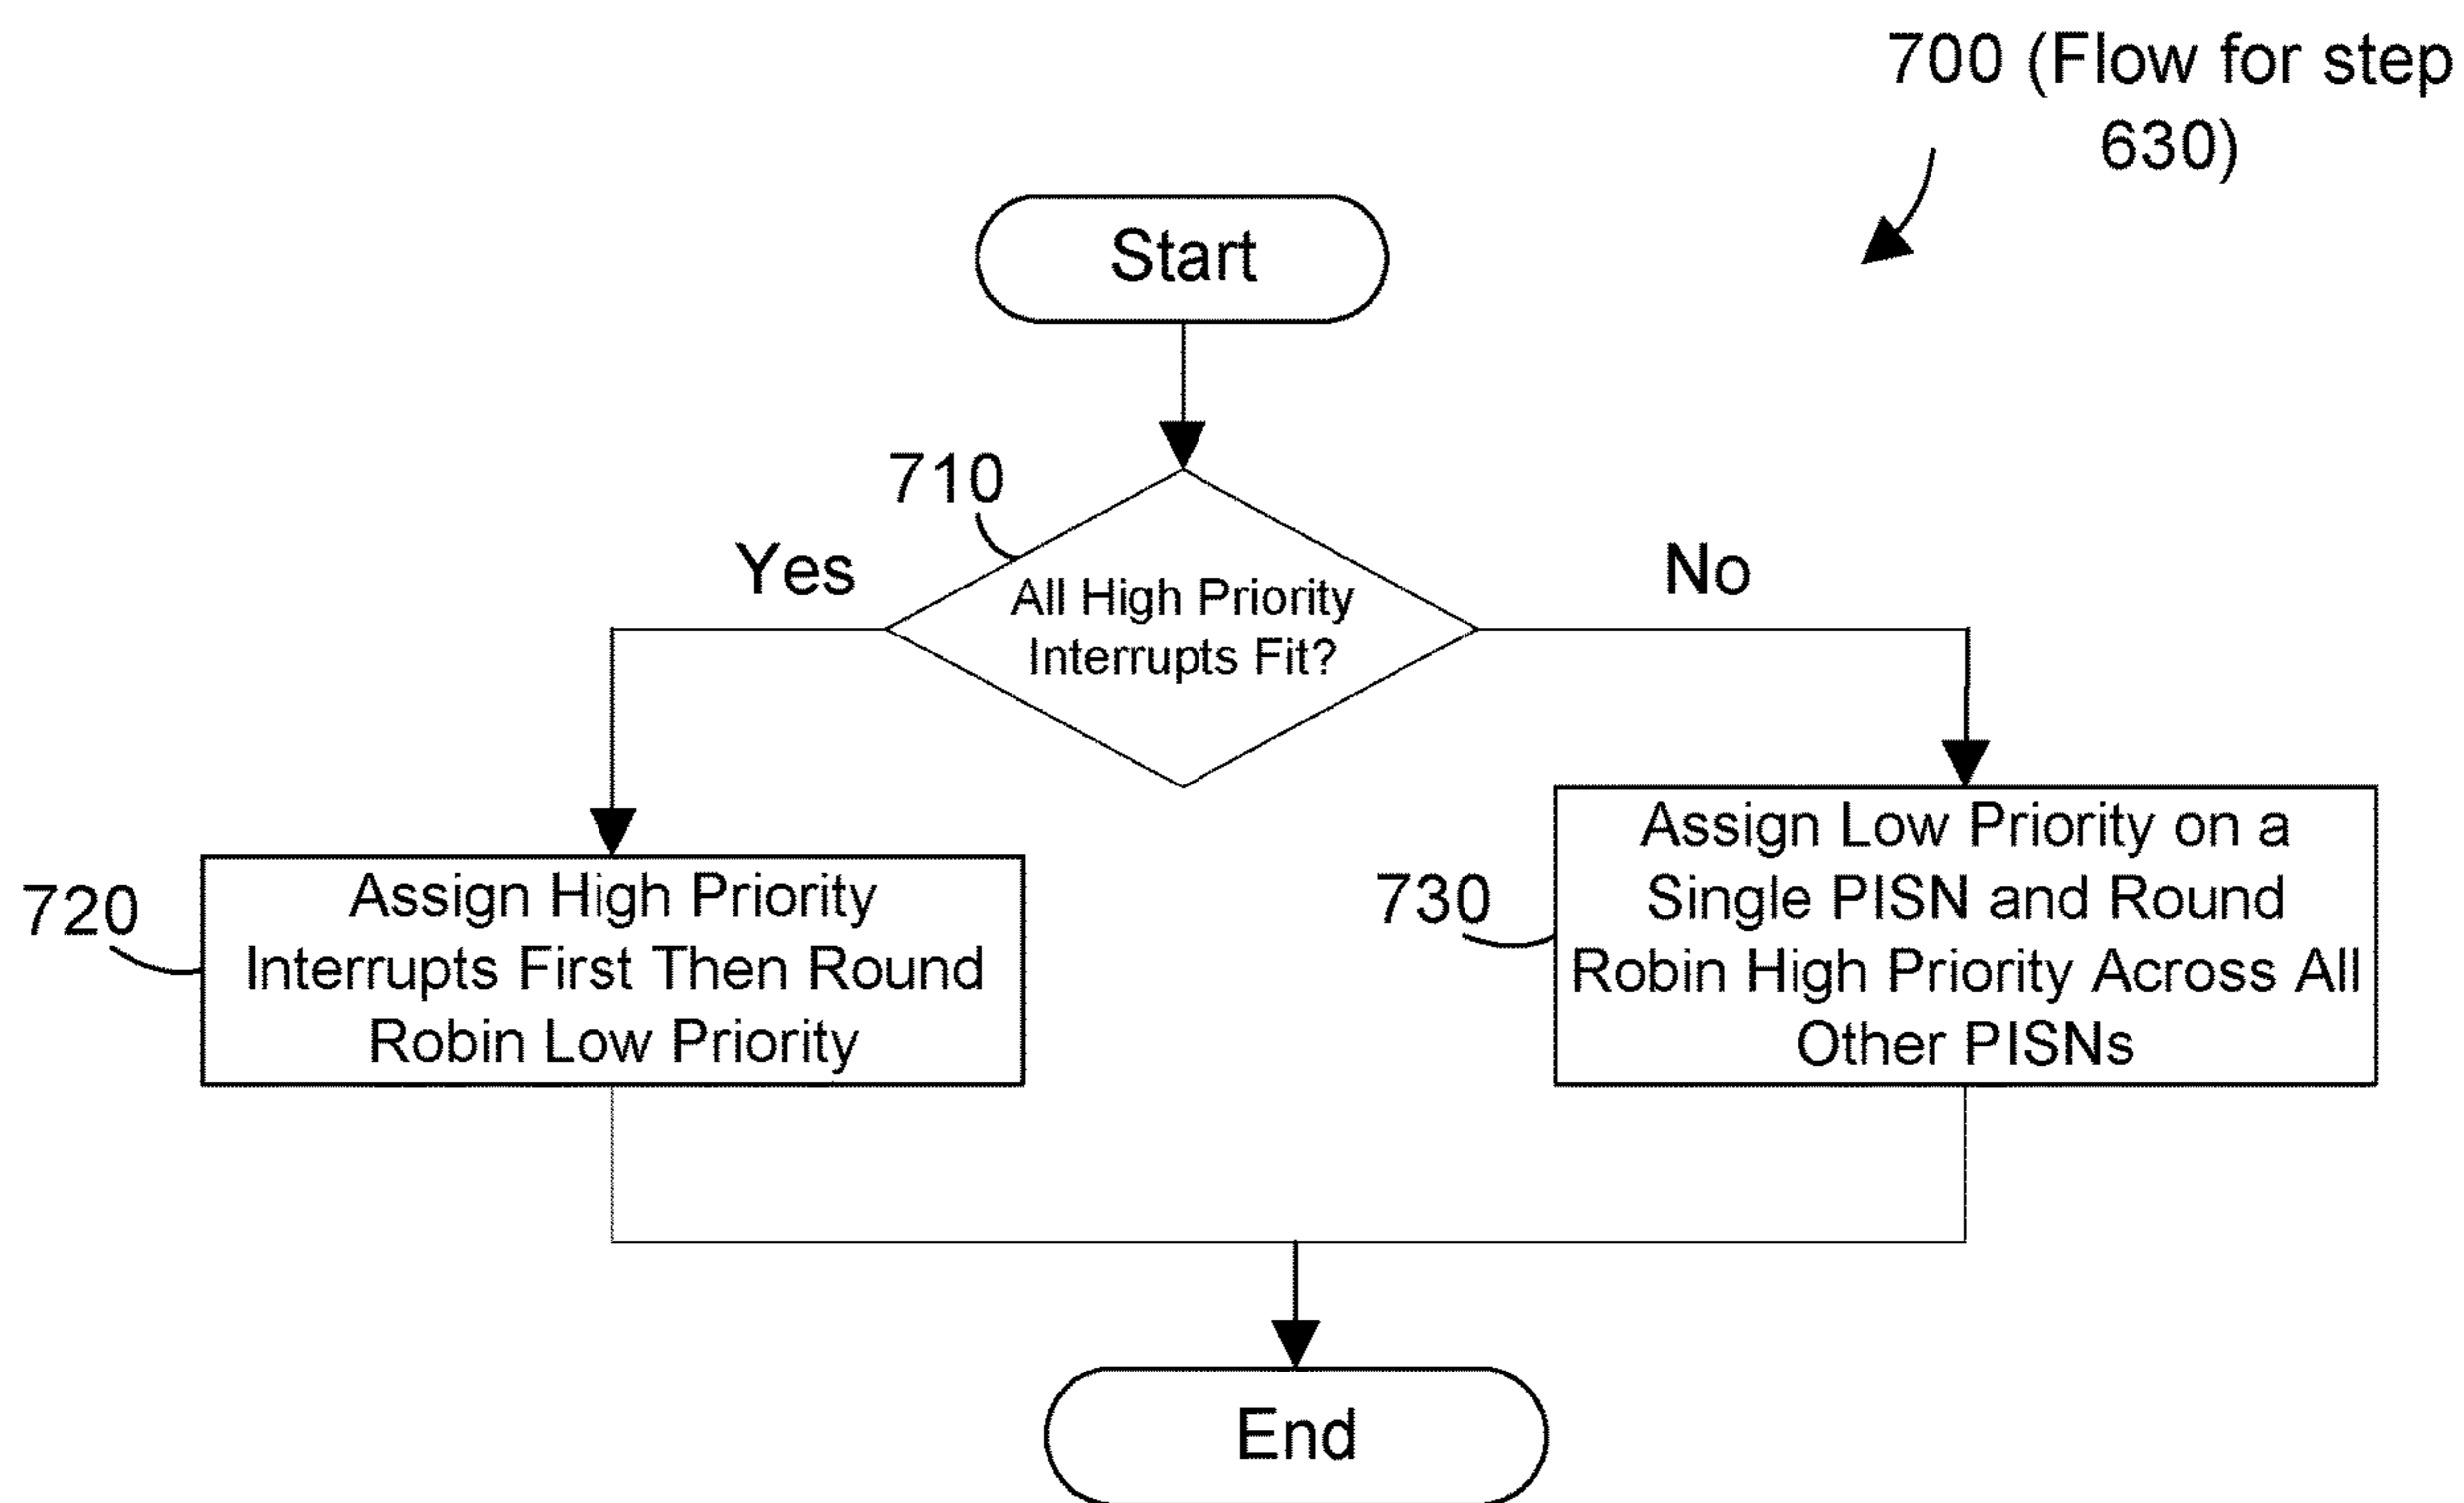 700 (Flow for step
630)
Start
710
Yes
No
All High Priority
Interrupts Fit?
720
Assign High Priority
Interrupts First Then Round
Robin Low Priority
730
Assign Low Priority on a
Single PISN and Round
Robin High Priority Across All
Other PISNs
End